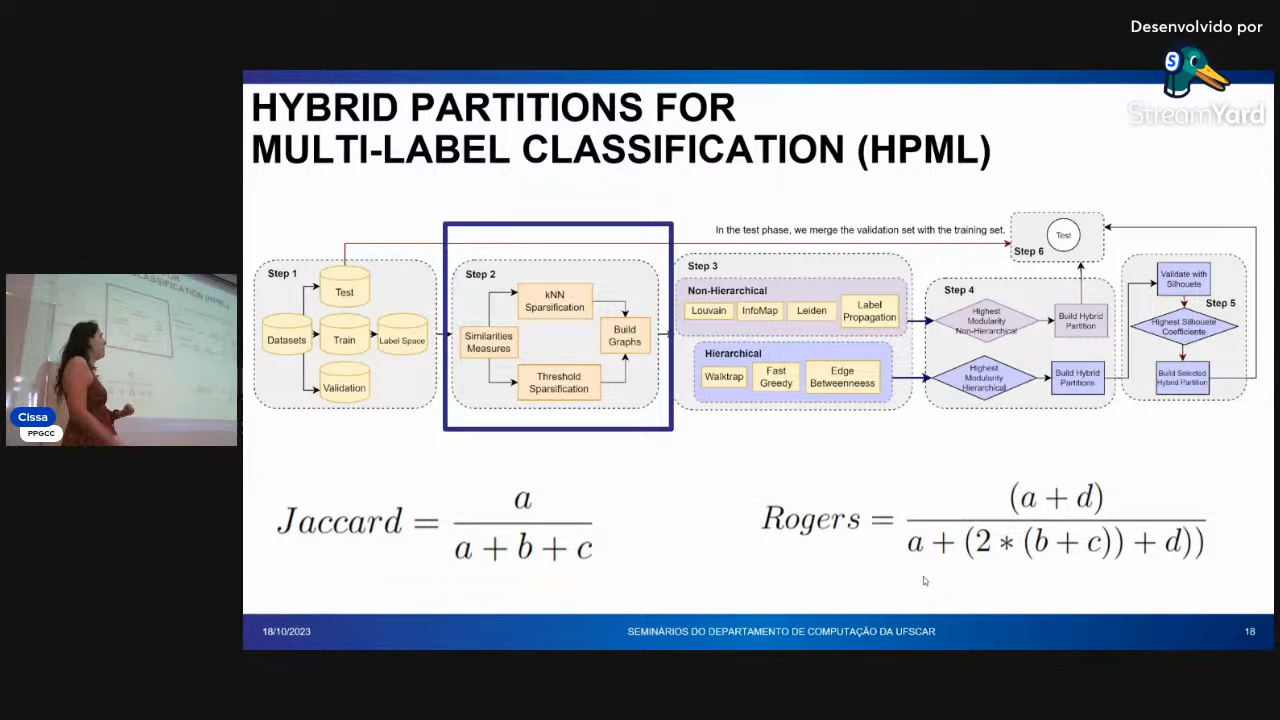 Desenvolvido por
StreamYard
HYBRID PARTITIONS FOR
MULTI-LABEL CLASSIFICATION (HPML)
In the test phase, we merge the validation set with the training set.
Step 1
Test
Datasets
Train
Label Space
Validation
Step 2
kNN
Sparsification
Similarities
Measures
Build
Graphs
Threshold
Sparsification
Step 3
Non-Hierarchical
Louvain
InfoMap
Leiden
Label
Propagation
Hierarchical
Walktrap
Fast
Greedy
Edge
Betweenneess
Step 4
Highest
Modularity
Non-Hierarchical
Build Hybrid
Partition
Highest
Modularity
Hierarchical
Build Hybrid
Partitions
Validate with
Silhouete
Step 5
Highest Silhouete
Coefficiente
Build Selected
Hybrid Partition
Test
Step 6
Jaccard = a / a + b + c
Rogers = (a + d) / a + (2 * (b + c)) + d))
Cissa
PPGCC
18/10/2023
SEMINÁRIOS DO DEPARTAMENTO DE COMPUTAÇÃO DA UFSCAR
18